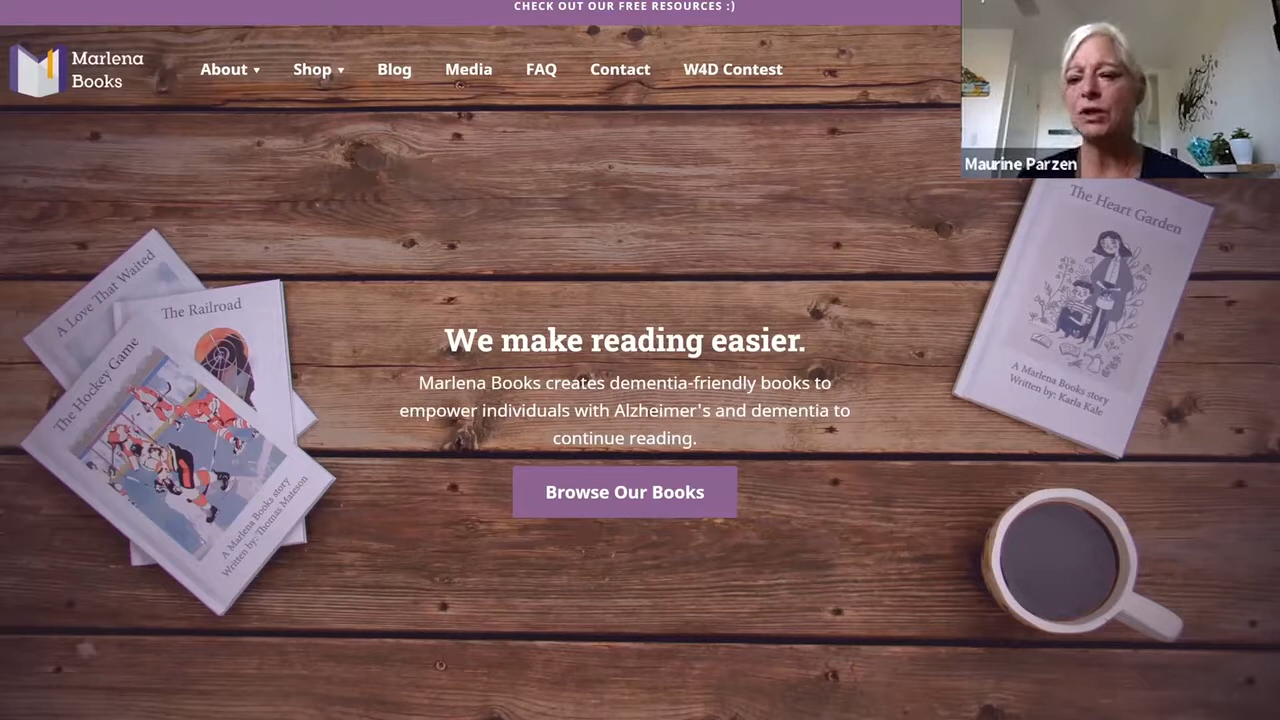 CHECK OUT OUR FREE RESOURCES :)
Marlena
Books
About ▾ Shop ▾ Blog Media FAQ Contact W4D Contest
Maurine Parzen
The Heart Garden
A Marlena Books story
Written by: Karla Kale
A Love That Waited
The Railroad
The Hockey Game
A Marlena Books story
Written by: Thomas Mateson
We make reading easier.
Marlena Books creates dementia-friendly books to
empower individuals with Alzheimer's and dementia to
continue reading.
Browse Our Books